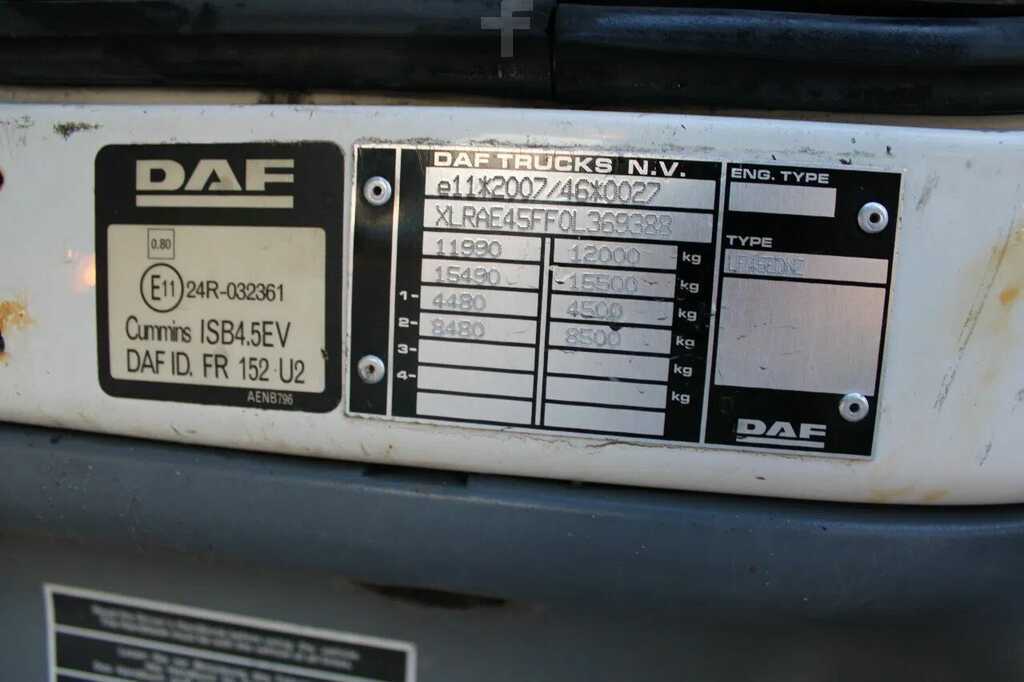 DAF
0.80
E11 24R-032361
Cummins ISB4.5EV
DAF ID. FR 152 U2
AENB796
DAF TRUCKS N.V.
e11*2007/46*0027
XLRAE45FF0L369388
11990 12000 kg
15490 15500 kg
1- 4480 4500 kg
2- 8480 8500 kg
3- kg
4- kg
ENG. TYPE
TYPE
DAF